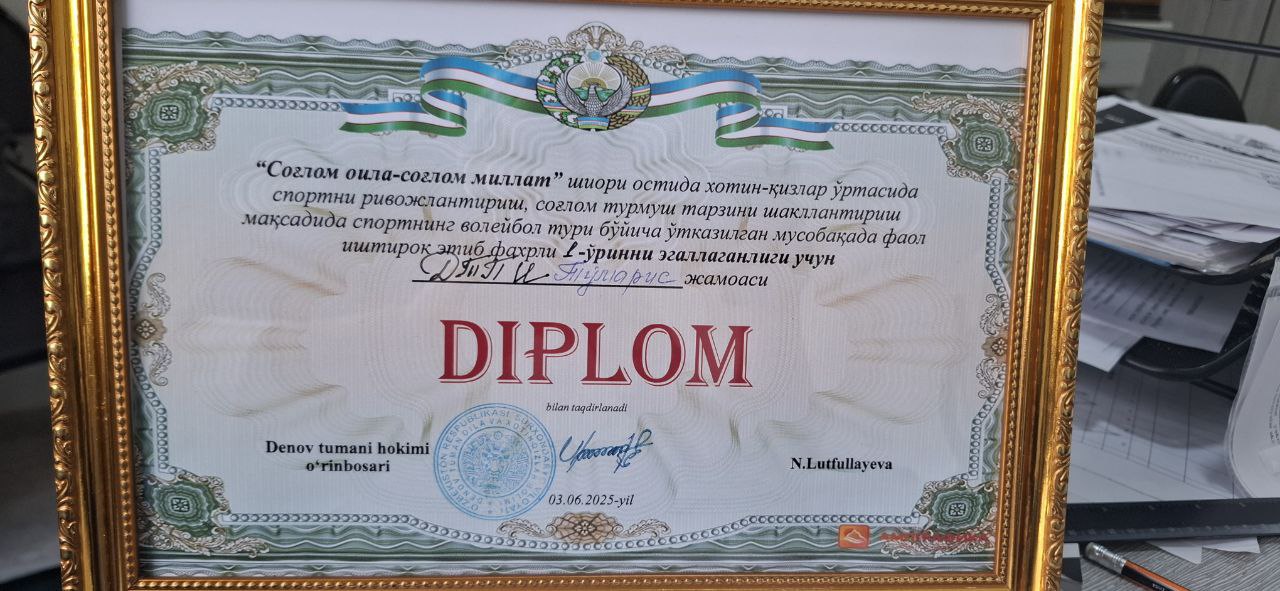 “Соғлом оила-соғлом миллат” шиори остида хотин-қизлар ўртасида
спортни ривожлантириш, соғлом турмуш тарзини шакллантириш
мақсадида спортнинг волейбол тури бўйича ўтказилган мусобақада фаол
иштирок этиб фахрли 1-ўринни эгаллаганлиги учун
ДТПИ Тўмарис жамоаси
DIPLOM
bilan taqdirlanadi
Denov tumani hokimi
o‘rinbosari
N.Lutfullayeva
03.06.2025-yil